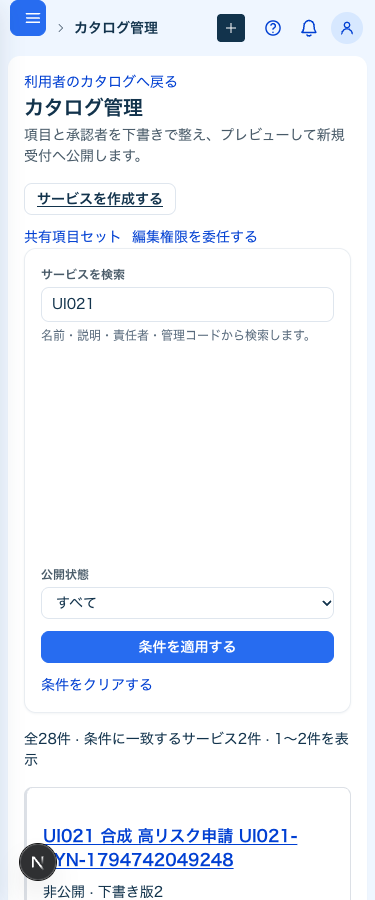 カタログ管理
利用者のカタログへ戻る
カタログ管理
項目と承認者を下書きで整え、プレビューして新規
受付へ公開します。
サービスを作成する
共有項目セット 編集権限を委任する
サービスを検索
UI021
名前・説明・責任者・管理コードから検索します。
公開状態
すべて
条件を適用する
条件をクリアする
全28件 · 条件に一致するサービス2件 · 1〜2件を表
示
UI021 合成 高リスク申請 UI021-
YN-1794742049248
N
非公開 · 下書き版2